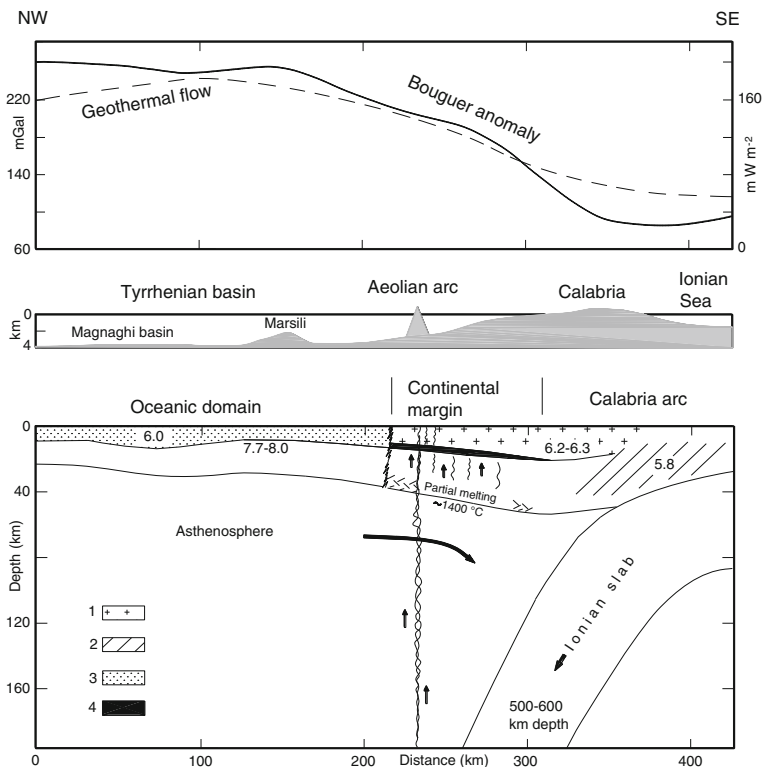 NW
SE
220
mGal
140
60
Geothermal flow
Bouguer anomaly
160
m W m-2
0
Tyrrhenian basin
Aeolian arc
Calabria
Ionian
Sea
0
km
4
Magnaghi basin
Marsili
Oceanic domain
Continental
margin
Calabria arc
0
40
120
160
Depth (km)
6.0
7.7-8.0
6.2-6.3
5.8
Partial melting
~1400 °C
Asthenosphere
Ionian slab
500-600
km depth
1
+ +
2
3
4
0
100
200
Distance (km)
300
400